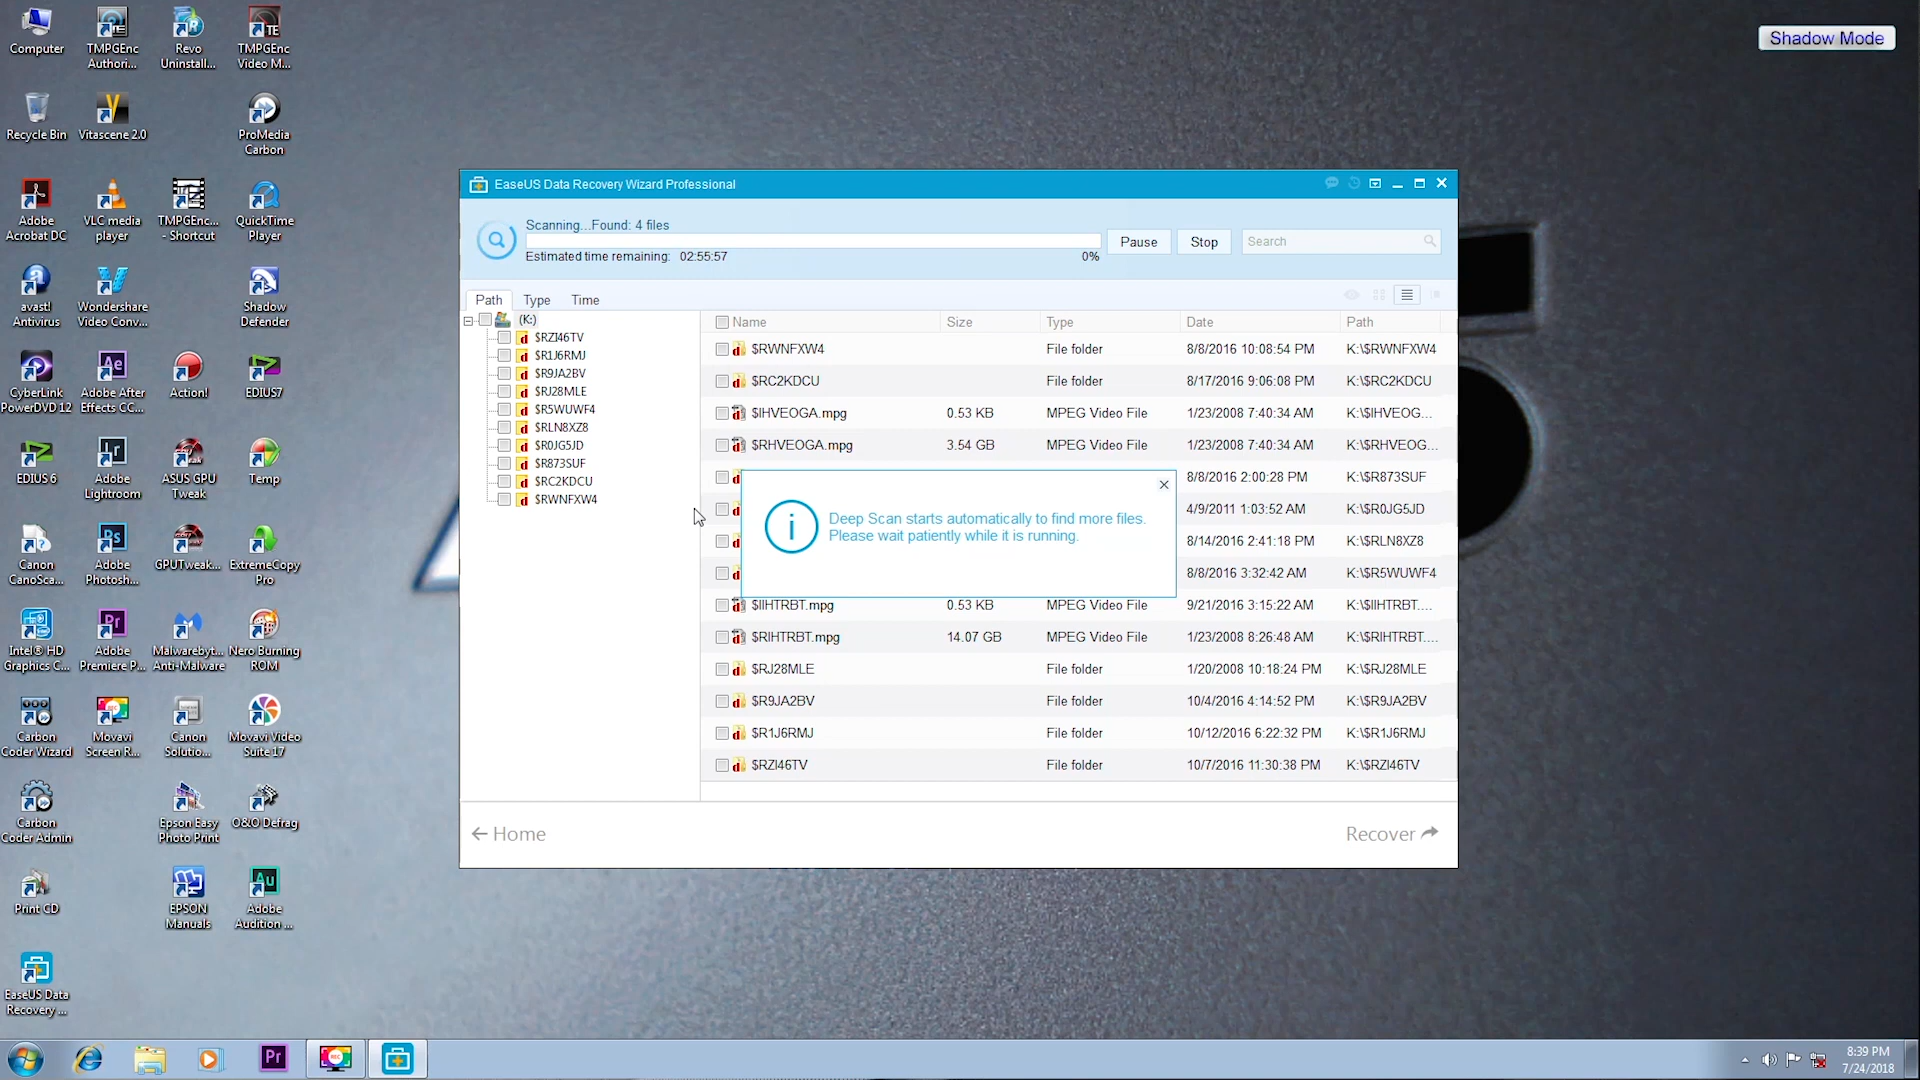 Computer
TMPGEnc
Authori...
Revo
Uninstall...
TMPGEnc
Video M...
Shadow Mode
Recycle Bin
Vitascene 2.0
ProMedia
Carbon
Adobe
Acrobat DC
VLC media
player
TMPGEnc...
- Shortcut
QuickTime
Player
avast!
Antivirus
Wondershare
Video Conv...
Shadow
Defender
CyberLink
PowerDVD 12
Adobe After
Effects CC...
Action!
EDIUS7
EDIUS 6
Adobe
Lightroom
ASUS GPU
Tweak
Temp
Canon
CanoSca...
Adobe
Photosh...
GPUTweak...
ExtremeCopy
Pro
Intel® HD
Graphics C...
Adobe
Premiere P...
Malwarebyt...
Anti-Malware
Nero Burning
ROM
Carbon
Coder Wizard
Movavi
Screen R...
Canon
Solutio...
Movavi Video
Suite 17
Carbon
Coder Admin
Epson Easy
Photo Print
O&O Defrag
Print CD
EPSON
Manuals
Adobe
Audition ...
EaseUS Data
Recovery ...
EaseUS Data Recovery Wizard Professional
Scanning...Found: 4 files
Estimated time remaining: 02:55:57
0%
Pause
Stop
Search
Path Type Time
(K:)
$RZI46TV
$R1J6RMJ
$R9JA2BV
$RJ28MLE
$R5WUWF4
$RLN8XZ8
$R0JG5JD
$R873SUF
$RC2KDCU
$RWNFXW4
Name Size Type Date Path
$RWNFXW4 File folder 8/8/2016 10:08:54 PM K:\$RWNFXW4
$RC2KDCU File folder 8/17/2016 9:06:08 PM K:\$RC2KDCU
$IHVEOGA.mpg 0.53 KB MPEG Video File 1/23/2008 7:40:34 AM K:\$IHVEOG...
$RHVEOGA.mpg 3.54 GB MPEG Video File 1/23/2008 7:40:34 AM K:\$RHVEOG...
8/8/2016 2:00:28 PM K:\$R873SUF
4/9/2011 1:03:52 AM K:\$R0JG5JD
8/14/2016 2:41:18 PM K:\$RLN8XZ8
8/8/2016 3:32:42 AM K:\$R5WUWF4
Deep Scan starts automatically to find more files.
Please wait patiently while it is running.
$IIHTRBT.mpg 0.53 KB MPEG Video File 9/21/2016 3:15:22 AM K:\$IIHTRBT....
$RIHTRBT.mpg 14.07 GB MPEG Video File 1/23/2008 8:26:48 AM K:\$RIHTRBT....
$RJ28MLE File folder 1/20/2008 10:18:24 PM K:\$RJ28MLE
$R9JA2BV File folder 10/4/2016 4:14:52 PM K:\$R9JA2BV
$R1J6RMJ File folder 10/12/2016 6:22:32 PM K:\$R1J6RMJ
$RZI46TV File folder 10/7/2016 11:30:38 PM K:\$RZI46TV
Home
Recover
8:39 PM
7/24/2018